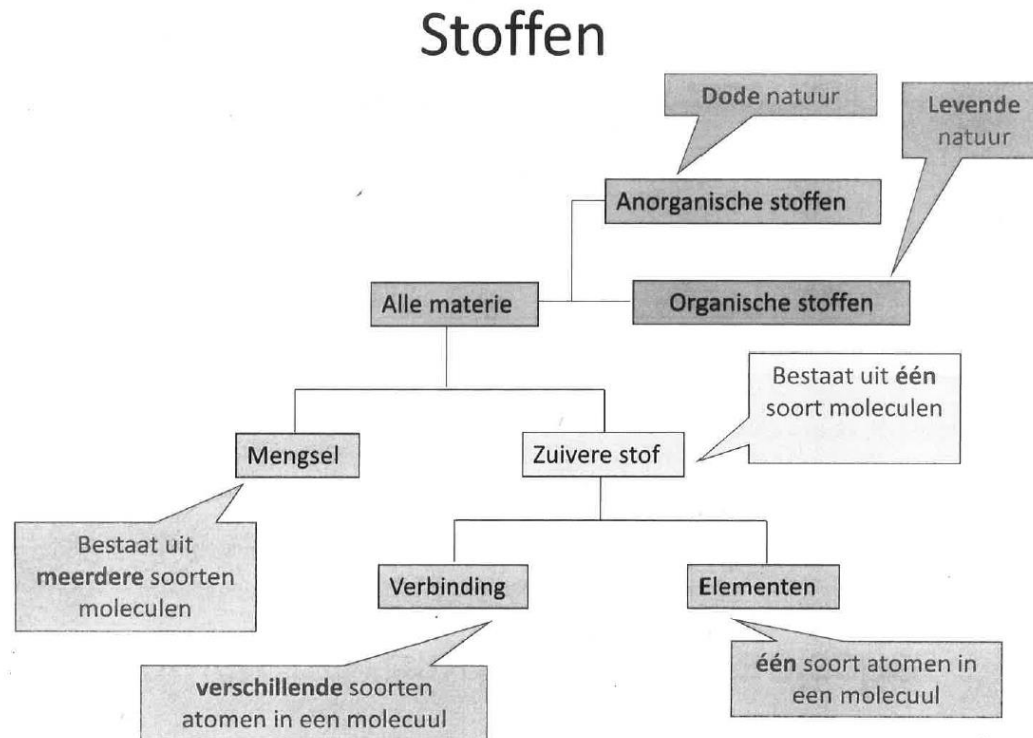 Stoffen
Dode natuur
Levende
natuur
Anorganische stoffen
Alle materie
Organische stoffen
Bestaat uit één
soort moleculen
Mengsel
Zuivere stof
Bestaat uit
meerdere soorten
moleculen
Verbinding
Elementen
verschillende soorten
atomen in een molecuul
één soort atomen in
een molecuul